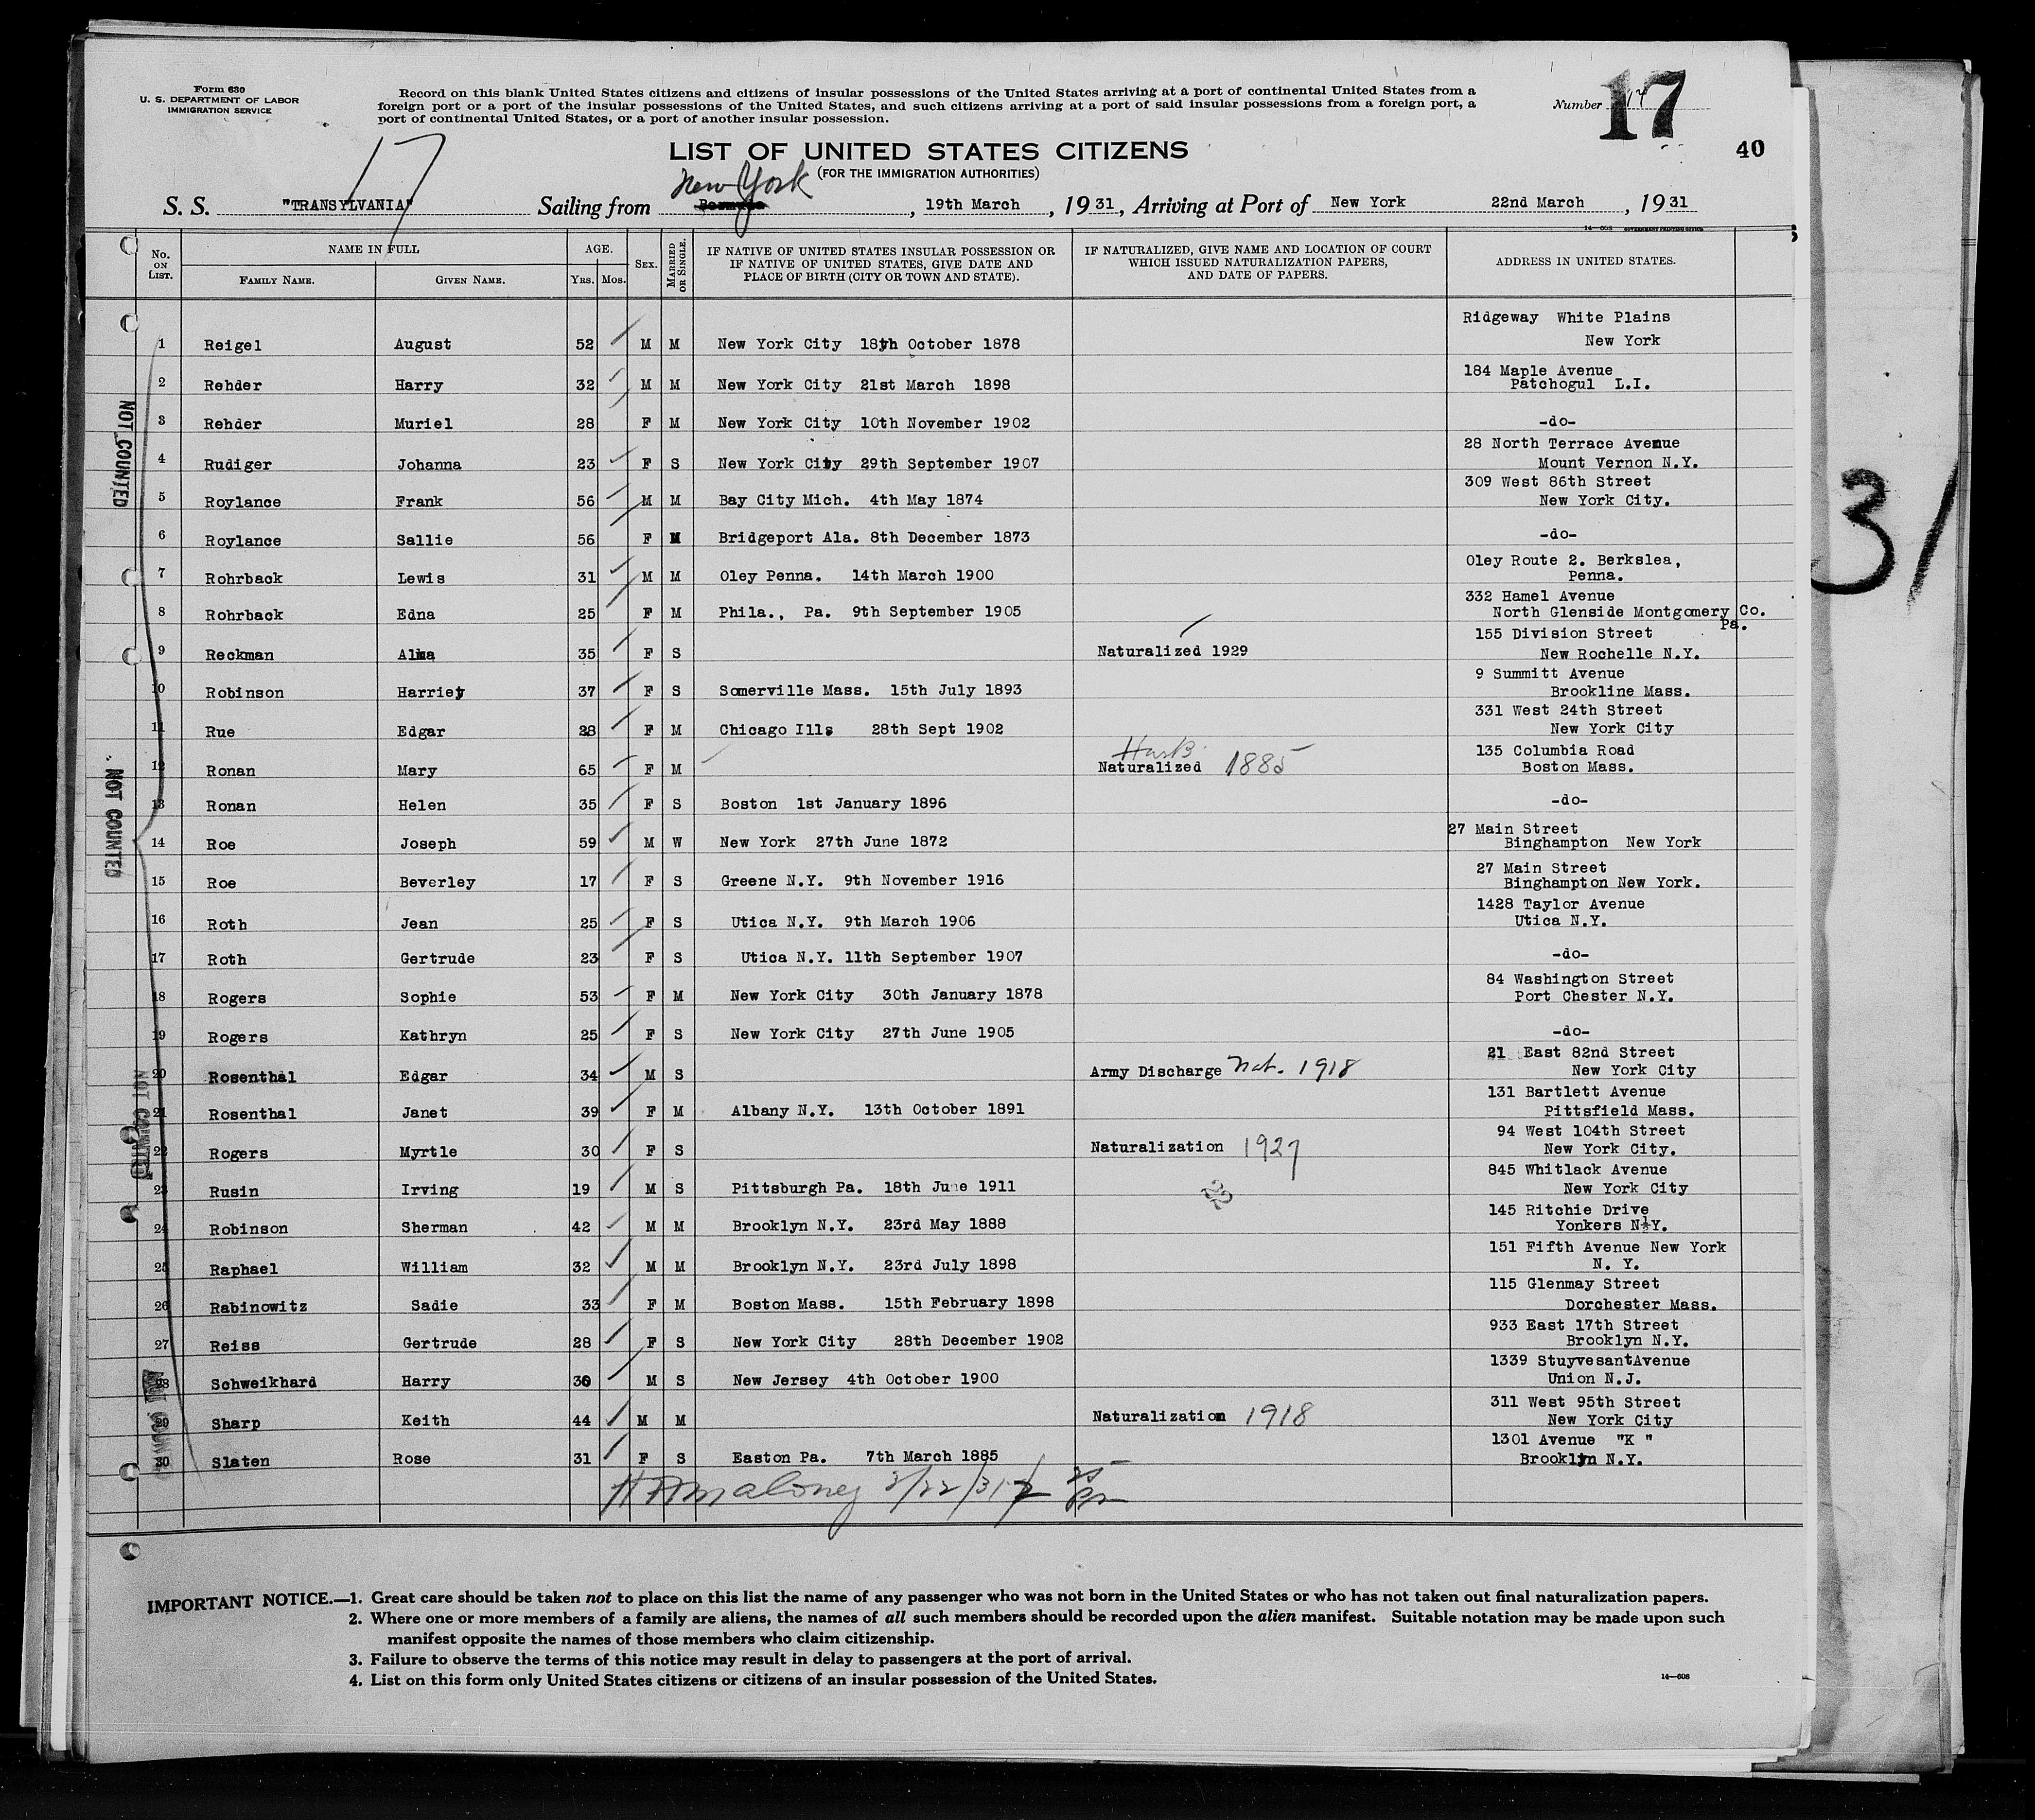 Form 630
U. S. DEPARTMENT OF LABOR
IMMIGRATION SERVICE
Record on this blank United States citizens and citizens of insular possessions of the United States arriving at a port of continental United States from a
foreign port or a port of the insular possessions of the United States, and such citizens arriving at a port of said insular possessions from a foreign port, a
port of continental United States, or a port of another insular possession.
Number 17
17
40
17
LIST OF UNITED STATES CITIZENS
(FOR THE IMMIGRATION AUTHORITIES)
New York
S. S. "TRANSYLVANIA" Sailing from Bermuda, 19th March, 1931, Arriving at Port of New York 22nd March, 1931
No. ON LIST. NAME IN FULL AGE. SEX. MARRIED OR SINGLE. IF NATIVE OF UNITED STATES INSULAR POSSESSION OR IF NATIVE OF UNITED STATES, GIVE DATE AND PLACE OF BIRTH (CITY OR TOWN AND STATE). IF NATURALIZED, GIVE NAME AND LOCATION OF COURT WHICH ISSUED NATURALIZATION PAPERS, AND DATE OF PAPERS. ADDRESS IN UNITED STATES.
FAMILY NAME. GIVEN NAME. YRS. MOS.
1 Reigel August 52 M M New York City 18th October 1878 Ridgeway White Plains New York
2 Rehder Harry 32 M M New York City 21st March 1898 184 Maple Avenue Patchogul L.I.
3 Rehder Muriel 28 F M New York City 10th November 1902 -do-
4 Rudiger Johanna 23 F S New York City 29th September 1907 28 North Terrace Avenue Mount Vernon N.Y.
5 Roylance Frank 56 M M Bay City Mich. 4th May 1874 309 West 86th Street New York City.
6 Roylance Sallie 56 F M Bridgeport Ala. 8th December 1873 -do-
7 Rohrback Lewis 31 M M Oley Penna. 14th March 1900 Oley Route 2. Berkslea, Penna.
8 Rohrback Edna 25 F M Phila., Pa. 9th September 1905 332 Hamel Avenue North Glenside Montgomery Co. Pa.
9 Reckman Alma 35 F S Naturalized 1929 155 Division Street New Rochelle N.Y.
10 Robinson Harriet 37 F S Somerville Mass. 15th July 1893 9 Summitt Avenue Brookline Mass.
11 Rue Edgar 28 F M Chicago Ills 28th Sept 1902 331 West 24th Street New York City
12 Ronan Mary 65 F M Husb. Naturalized 1885 135 Columbia Road Boston Mass.
13 Ronan Helen 35 F S Boston 1st January 1896 -do-
14 Roe Joseph 59 M W New York 27th June 1872 27 Main Street Binghampton New York
15 Roe Beverley 17 F S Greene N.Y. 9th November 1916 27 Main Street Binghampton New York.
16 Roth Jean 25 F S Utica N.Y. 9th March 1906 1428 Taylor Avenue Utica N.Y.
17 Roth Gertrude 23 F S Utica N.Y. 11th September 1907 -do-
18 Rogers Sophie 53 F M New York City 30th January 1878 84 Washington Street Port Chester N.Y.
19 Rogers Kathryn 25 F S New York City 27th June 1905 -do-
20 Rosenthal Edgar 34 M S Army Discharge Nat. 1918 21 East 82nd Street New York City
21 Rosenthal Janet 39 F M Albany N.Y. 13th October 1891 131 Bartlett Avenue Pittsfield Mass.
22 Rogers Myrtle 30 F S Naturalization 1927 94 West 104th Street New York City.
23 Rusin Irving 19 M S Pittsburgh Pa. 18th June 1911 22 845 Whitlack Avenue New York City
24 Robinson Sherman 42 M M Brooklyn N.Y. 23rd May 1888 145 Ritchie Drive Yonkers N.Y.
25 Raphael William 32 M M Brooklyn N.Y. 23rd July 1898 151 Fifth Avenue New York N. Y.
26 Rabinowitz Sadie 33 F M Boston Mass. 15th February 1898 115 Glenmay Street Dorchester Mass.
27 Reiss Gertrude 28 F S New York City 28th December 1902 933 East 17th Street Brooklyn N.Y.
28 Schweikhard Harry 30 M S New Jersey 4th October 1900 1339 StuyvesantAvenue Union N.J.
29 Sharp Keith 44 M M Naturalization 1918 311 West 95th Street New York City
30 Slaten Rose 31 F S Easton Pa. 7th March 1885 1301 Avenue "K " Brooklyn N.Y.
Maloney 3/22/31
NOT COUNTED
NOT COUNTED
NOT COUNTED
NOT COUNTED
31
IMPORTANT NOTICE.—1. Great care should be taken not to place on this list the name of any passenger who was not born in the United States or who has not taken out final naturalization papers.
2. Where one or more members of a family are aliens, the names of all such members should be recorded upon the alien manifest. Suitable notation may be made upon such
manifest opposite the names of those members who claim citizenship.
3. Failure to observe the terms of this notice may result in delay to passengers at the port of arrival.
4. List on this form only United States citizens or citizens of an insular possession of the United States.
14—608